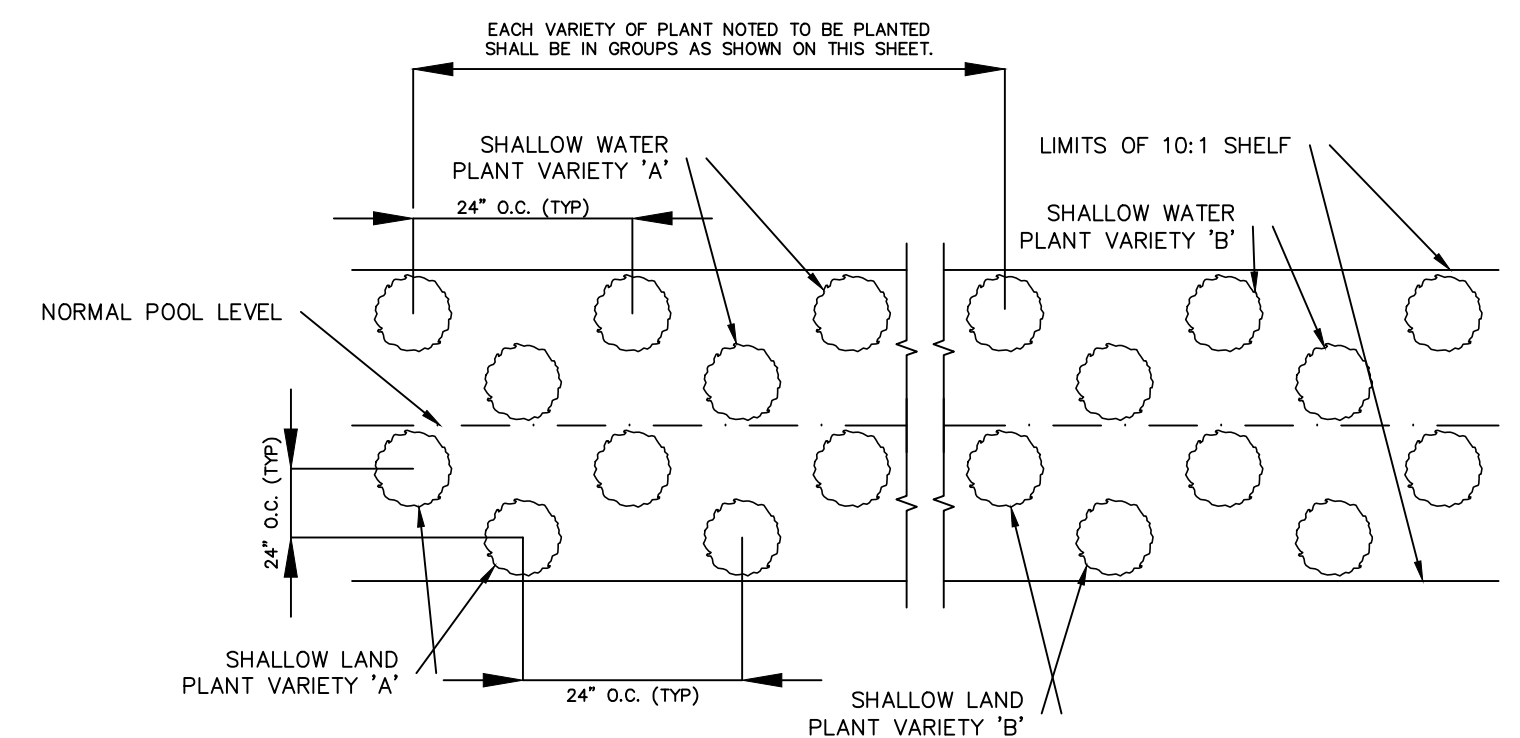 EACH VARIETY OF PLANT NOTED TO BE PLANTED
SHALL BE IN GROUPS AS SHOWN ON THIS SHEET.
SHALLOW WATER
PLANT VARIETY 'A'
24" O.C. (TYP)
LIMITS OF 10:1 SHELF
SHALLOW WATER
PLANT VARIETY 'B'
NORMAL POOL LEVEL
24" O.C. (TYP)
SHALLOW LAND
PLANT VARIETY 'A'
24" O.C. (TYP)
SHALLOW LAND
PLANT VARIETY 'B'